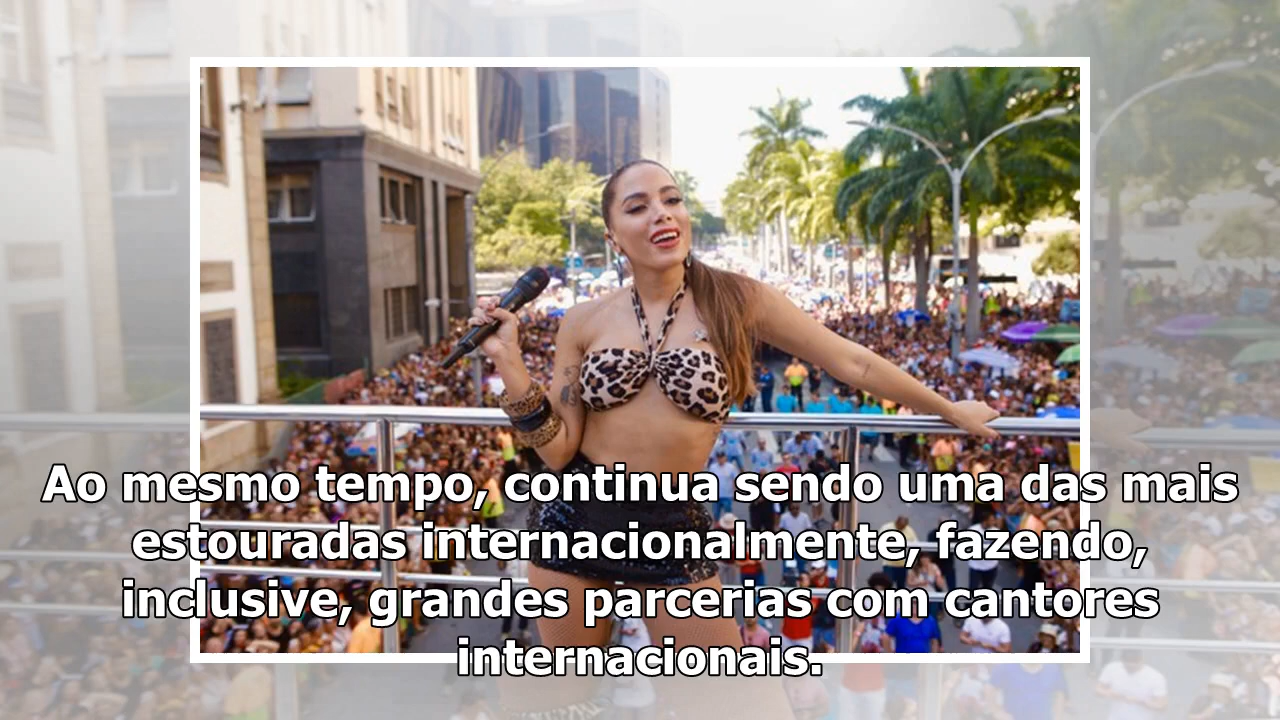 Ao mesmo tempo, continua sendo uma das mais
estouradas internacionalmente, fazendo,
inclusive, grandes parcerias com cantores
internacionais.